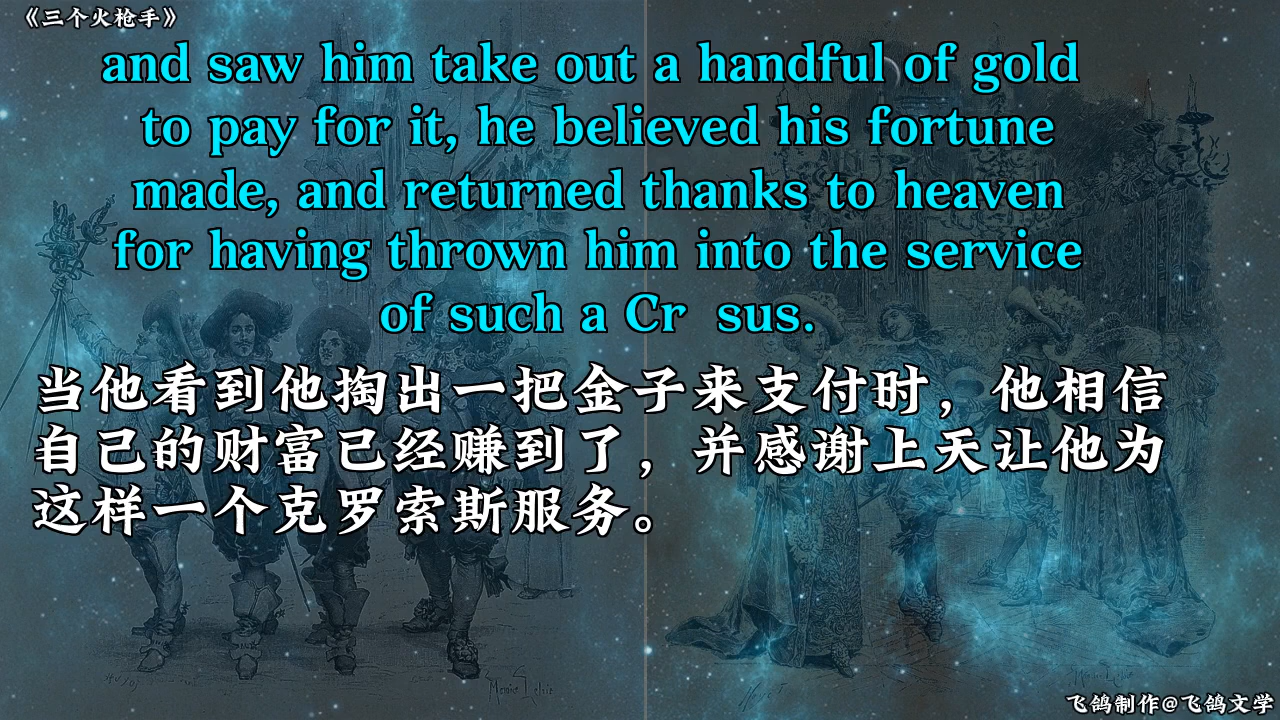 《三个火枪手》
and saw him take out a handful of gold
to pay for it, he believed his fortune
made, and returned thanks to heaven
for having thrown him into the service
of such a Cr sus.
当他看到他掏出一把金子来支付时，他相信
自己的财富已经赚到了，并感谢上天让他为
这样一个克罗索斯服务。
飞鸽制作@飞鸽文学